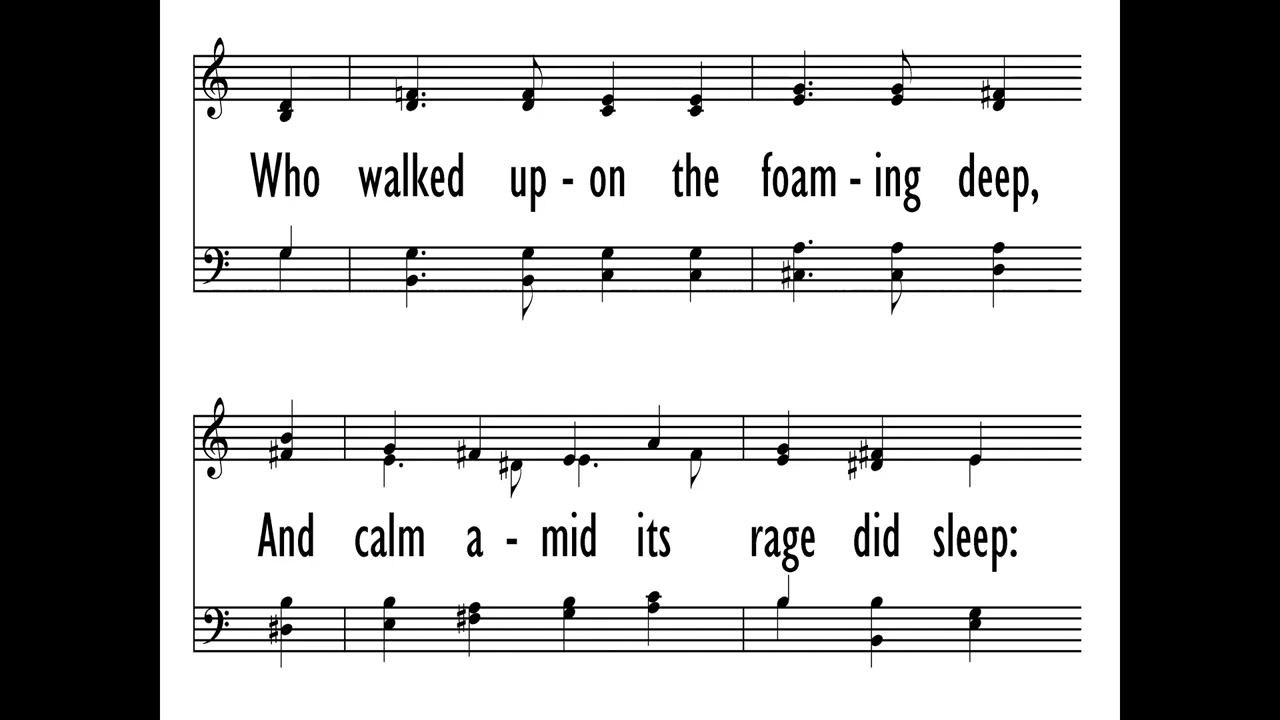 Who walked up - on the foam - ing deep,
And calm a - mid its rage did sleep: